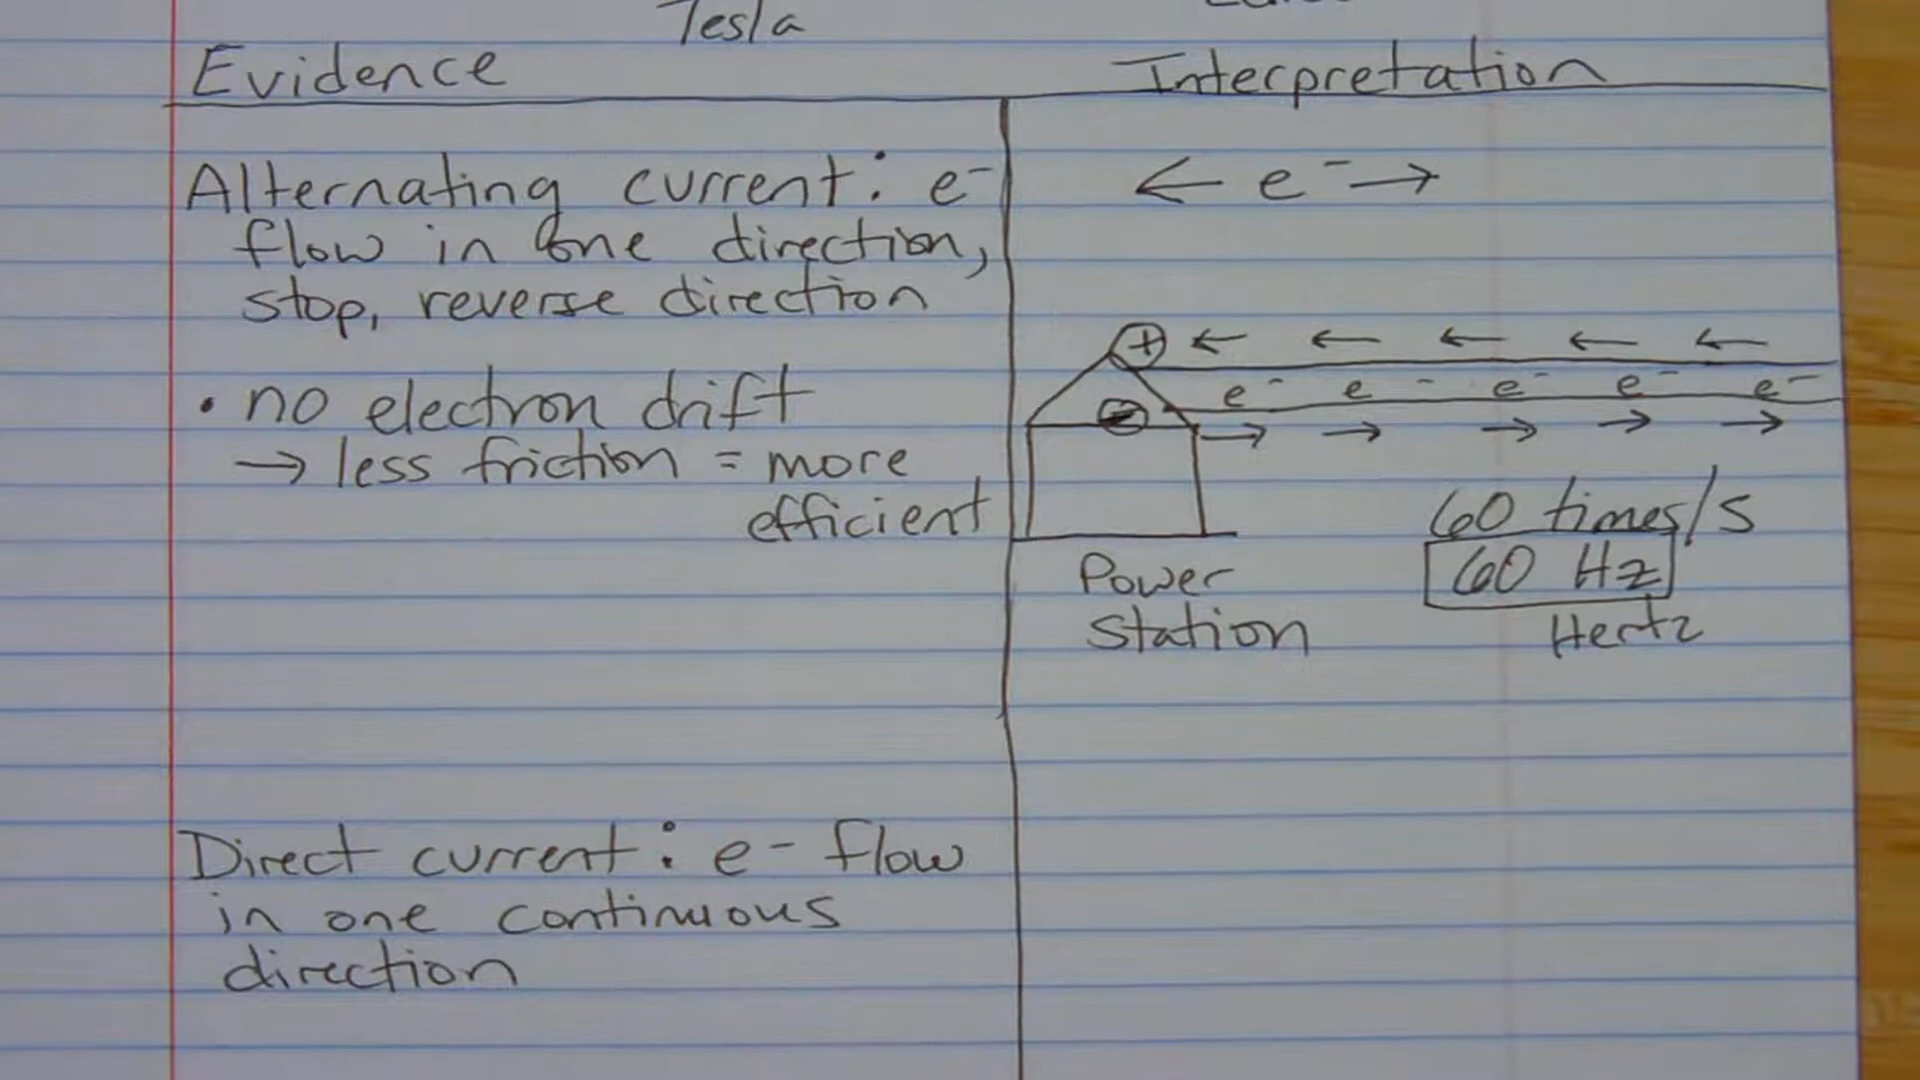 Tesla
Evidence
Interpretation
Alternating current: e-
flow in one direction,
stop, reverse direction
• no electron drift
→ less friction = more
efficient
← e- →
+ ← ← ← ← ←
e- e- e- e- e-
- → → → → →
60 times/s
60 Hz
Hertz
Power
Station
Direct current: e- flow
in one continuous
direction